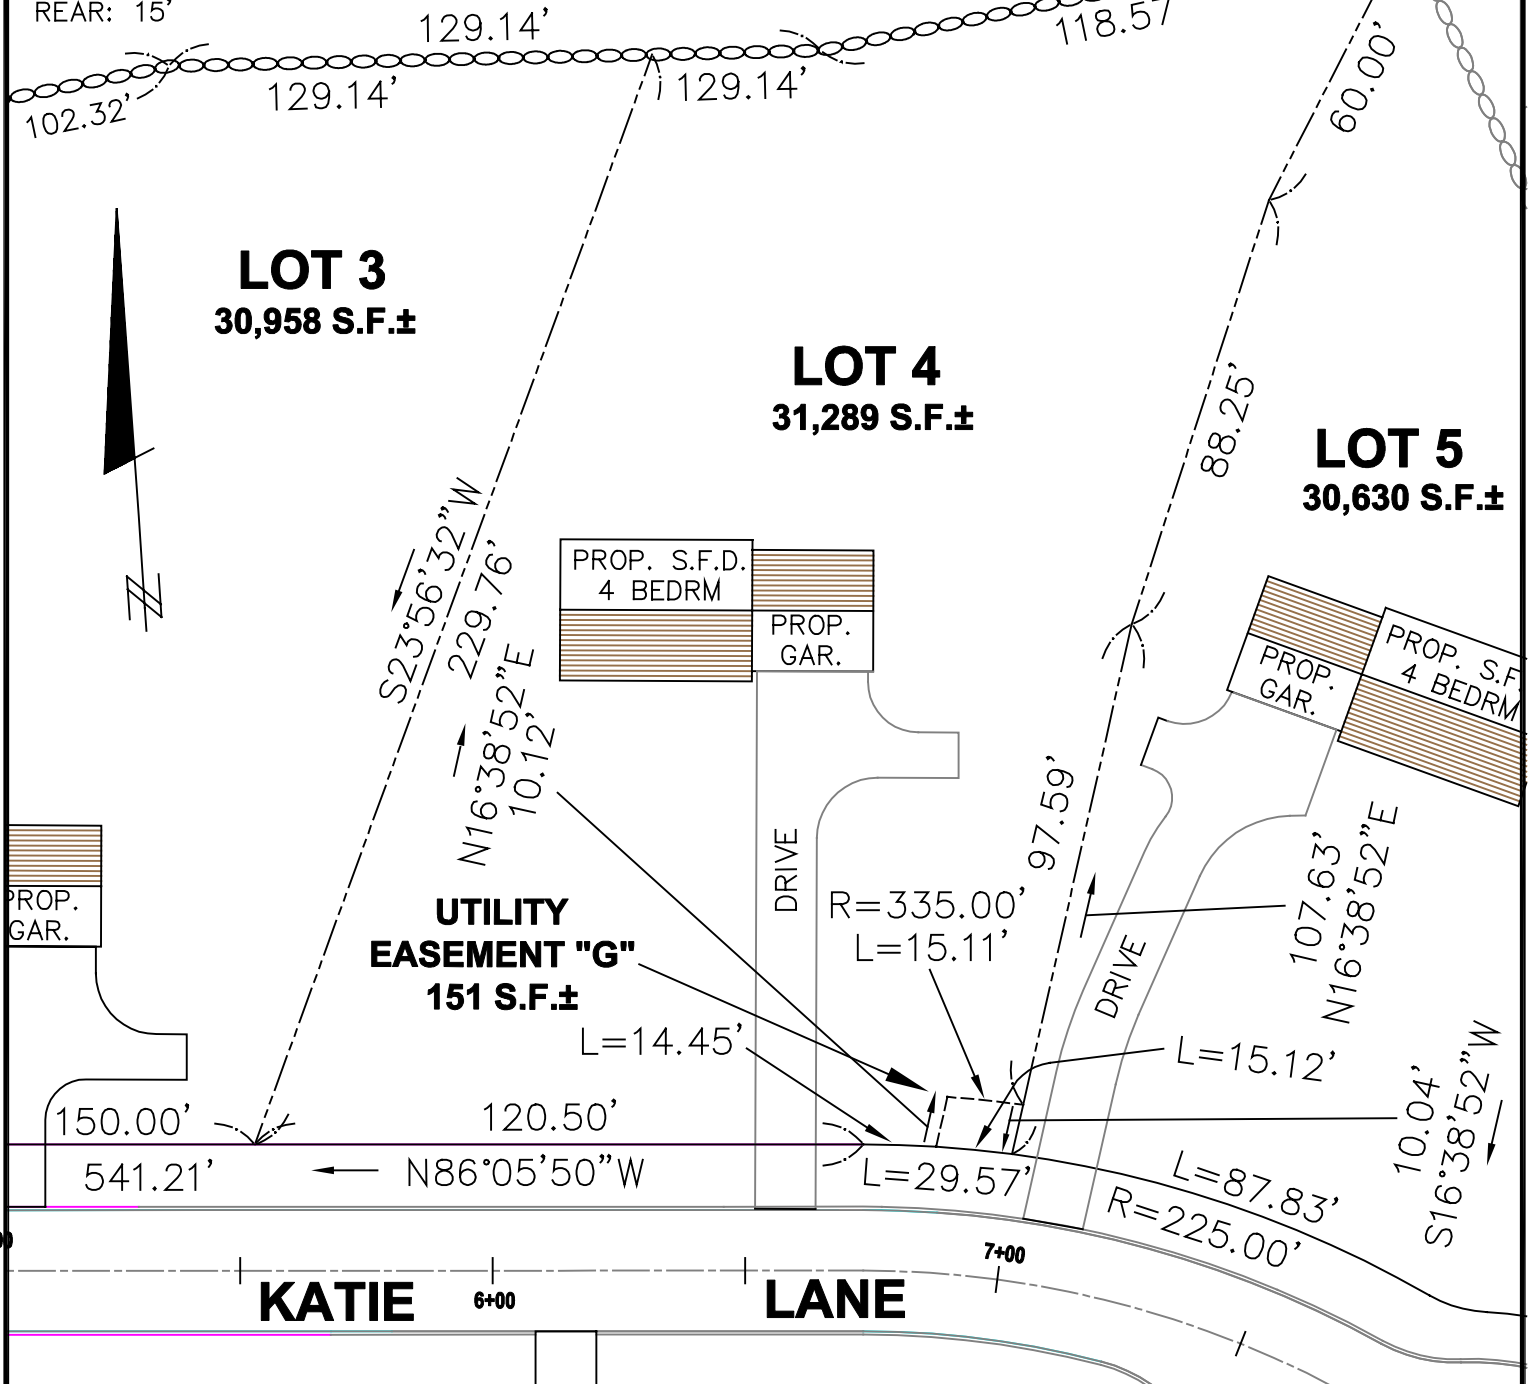 REAR: 15'
129.14'
118.57'
102.32'
129.14'
129.14'
60.00'
LOT 3
30,958 S.F.±
LOT 4
31,289 S.F.±
88.25'
LOT 5
30,630 S.F.±
N
S23°56'32"W
229.76'
N16°38'52"E
10.12'
PROP. S.F.D.
4 BEDRM
PROP.
GAR.
PROP. S.F.
4 BEDRM
PROP.
GAR.
97.59'
DRIVE
R=335.00'
L=15.11'
107.63'
N16°38'52"E
DRIVE
PROP.
GAR.
UTILITY
EASEMENT "G"
151 S.F.±
L=14.45'
L=15.12'
10.04'
S16°38'52"W
150.00'
120.50'
541.21'
N86°05'50"W
L=29.57'
L=87.83'
R=225.00'
7+00
KATIE LANE
6+00